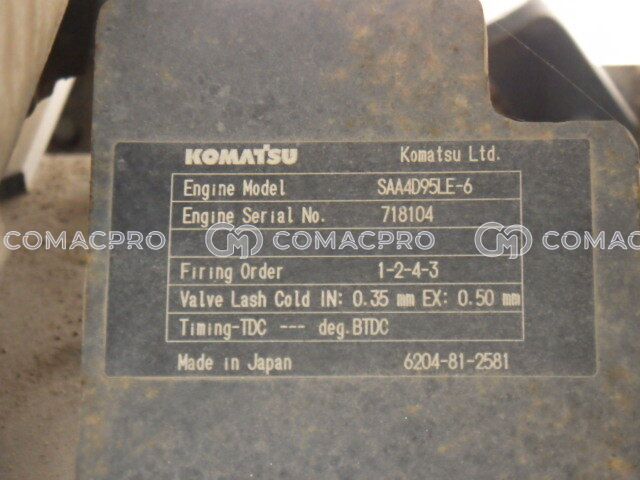 KOMATSU Komatsu Ltd.
Engine Model SAA4D95LE-6
Engine Serial No. 718104
COMACPRO COMACPRO COMACPRO
Firing Order 1-2-4-3
Valve Lash Cold IN: 0.35 mm EX: 0.50 mm
Timing-TDC --- deg.BTDC
Made in Japan 6204-81-2581